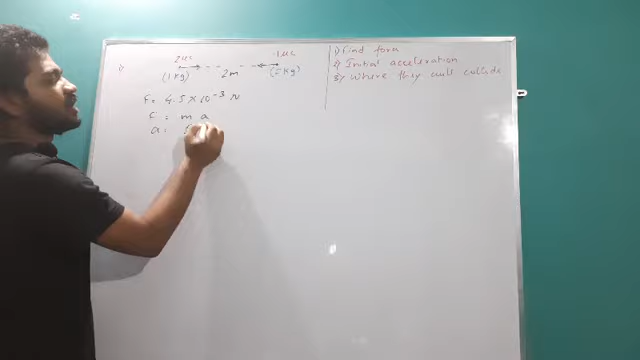 1)
2μc -1μc
(1 Kg) 2m (2 Kg)
F= 4.5 × 10⁻³ N
F = m a
a =
1) Find force
2) Initial acceleration
3) Where they will collide